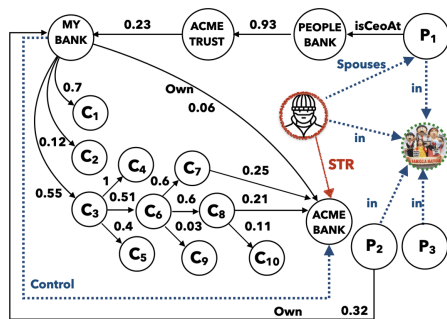 MY
BANK
0.23
ACME
TRUST
0.93
PEOPLE
BANK
isCeoAt
P1
Spouses
in
in
Own
0.06
0.7
C1
0.12
C2
0.55
C3
1
C4
0.51
0.4
C5
C6
0.6
C7
0.25
0.6
C8
0.21
0.03
C9
0.11
C10
STR
ACME
BANK
in
in
P2
P3
Control
Own
0.32